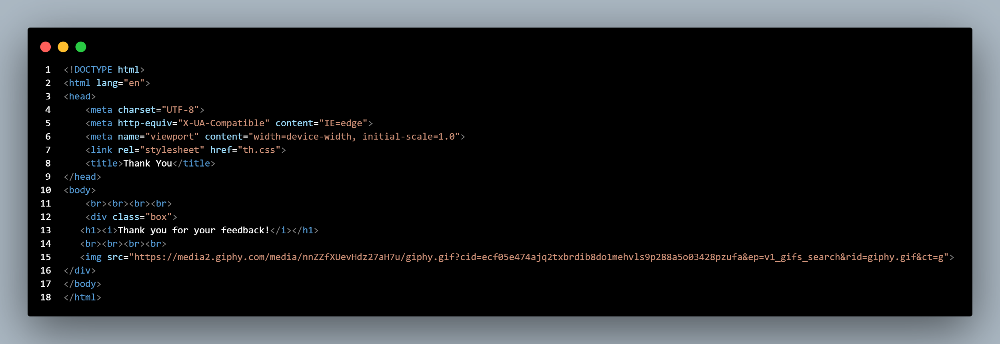 1 <!DOCTYPE html>
2 <html lang="en">
3 <head>
4     <meta charset="UTF-8">
5     <meta http-equiv="X-UA-Compatible" content="IE=edge">
6     <meta name="viewport" content="width=device-width, initial-scale=1.0">
7     <link rel="stylesheet" href="th.css">
8     <title>Thank You</title>
9 </head>
10 <body>
11     <br><br><br><br>
12     <div class="box">
13    <h1><i>Thank you for your feedback!</i></h1>
14    <br><br><br><br>
15    <img src="https://media2.giphy.com/media/nnZZfXUevHdz27aH7u/giphy.gif?cid=ecf05e474ajq2txbrdib8do1mehvls9p288a5o03428pzufa&ep=v1_gifs_search&rid=giphy.gif&ct=g">
16 </div>
17 </body>
18 </html>